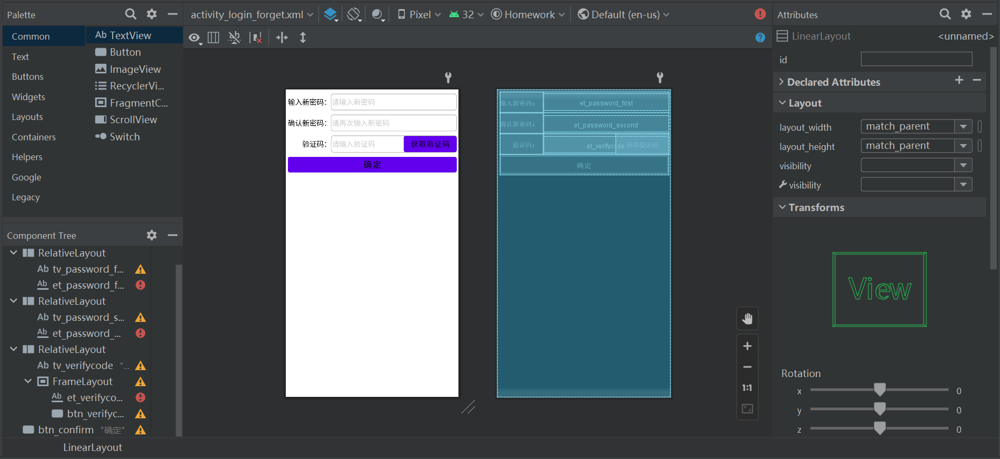 Palette
Common
Text
Buttons
Widgets
Layouts
Containers
Helpers
Google
Legacy
Ab TextView
Button
ImageView
RecyclerVi...
FragmentC...
ScrollView
Switch
Component Tree
RelativeLayout
Ab tv_password_f...
Ab et_password_f...
RelativeLayout
Ab tv_password_s...
Ab et_password_...
RelativeLayout
Ab tv_verifycode "...
FrameLayout
Ab et_verifyco...
btn_verifyc...
btn_confirm "确定"
LinearLayout
activity_login_forget.xml
Pixel
32
Homework
Default (en-us)
输入新密码: 请输入新密码
确认新密码: 请再次输入新密码
验证码: 请输入验证码 获取验证码
确定
输入新密码: et_password_first
确认新密码: et_password_second
验证码: et_verifycode 获取验证码
确定
1:1
Attributes
LinearLayout <unnamed>
id
Declared Attributes
Layout
layout_width match_parent
layout_height match_parent
visibility
visibility
Transforms
View
Rotation
x 0
y 0
z 0